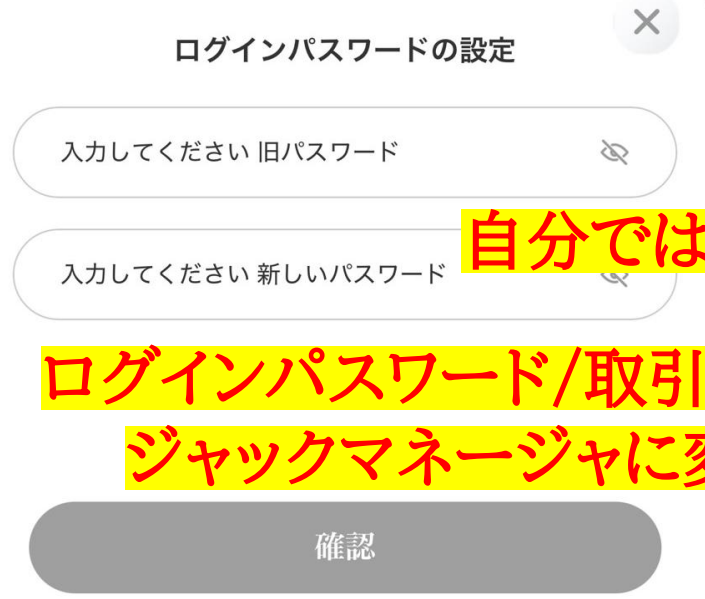 ログインパスワードの設定
入力してください 旧パスワード
自分では
入力してください 新しいパスワード
ログインパスワード/取引
ジャックマネージャに変
確認